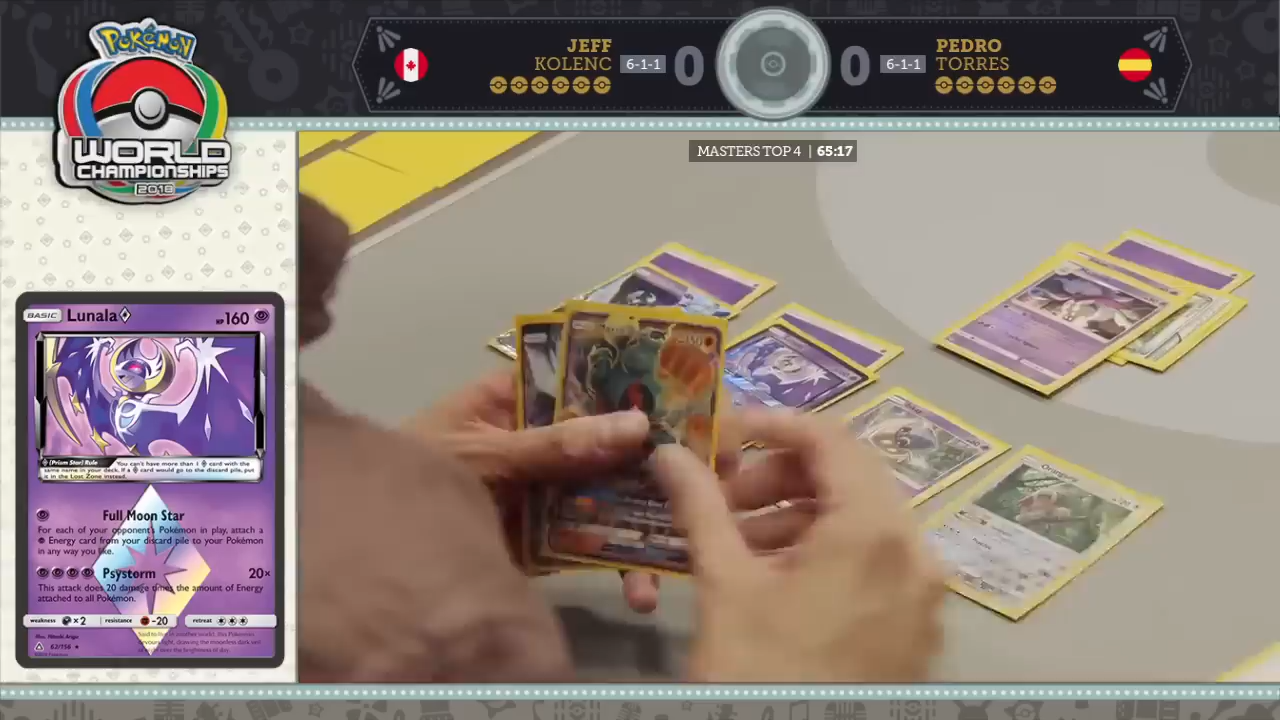 Pokémon
WORLD
CHAMPIONSHIPS
2018
JEFF
KOLENC
6-1-1
0
0
6-1-1
PEDRO
TORRES
MASTERS TOP 4 | 65:17
BASIC
Lunala
HP160
(Prism Star) Rule
You can't have more than 1 card with the
same name in your deck. If a card would go to the discard pile, put
it in the Lost Zone instead.
Full Moon Star
For each of your opponent's Pokémon in play, attach a
Energy card from your discard pile to your Pokémon
in any way you like.
Psystorm 20×
This attack does 20 damage times the amount of Energy
attached to all Pokémon.
weakness ×2 resistance -20 retreat
62/156
Oranguru